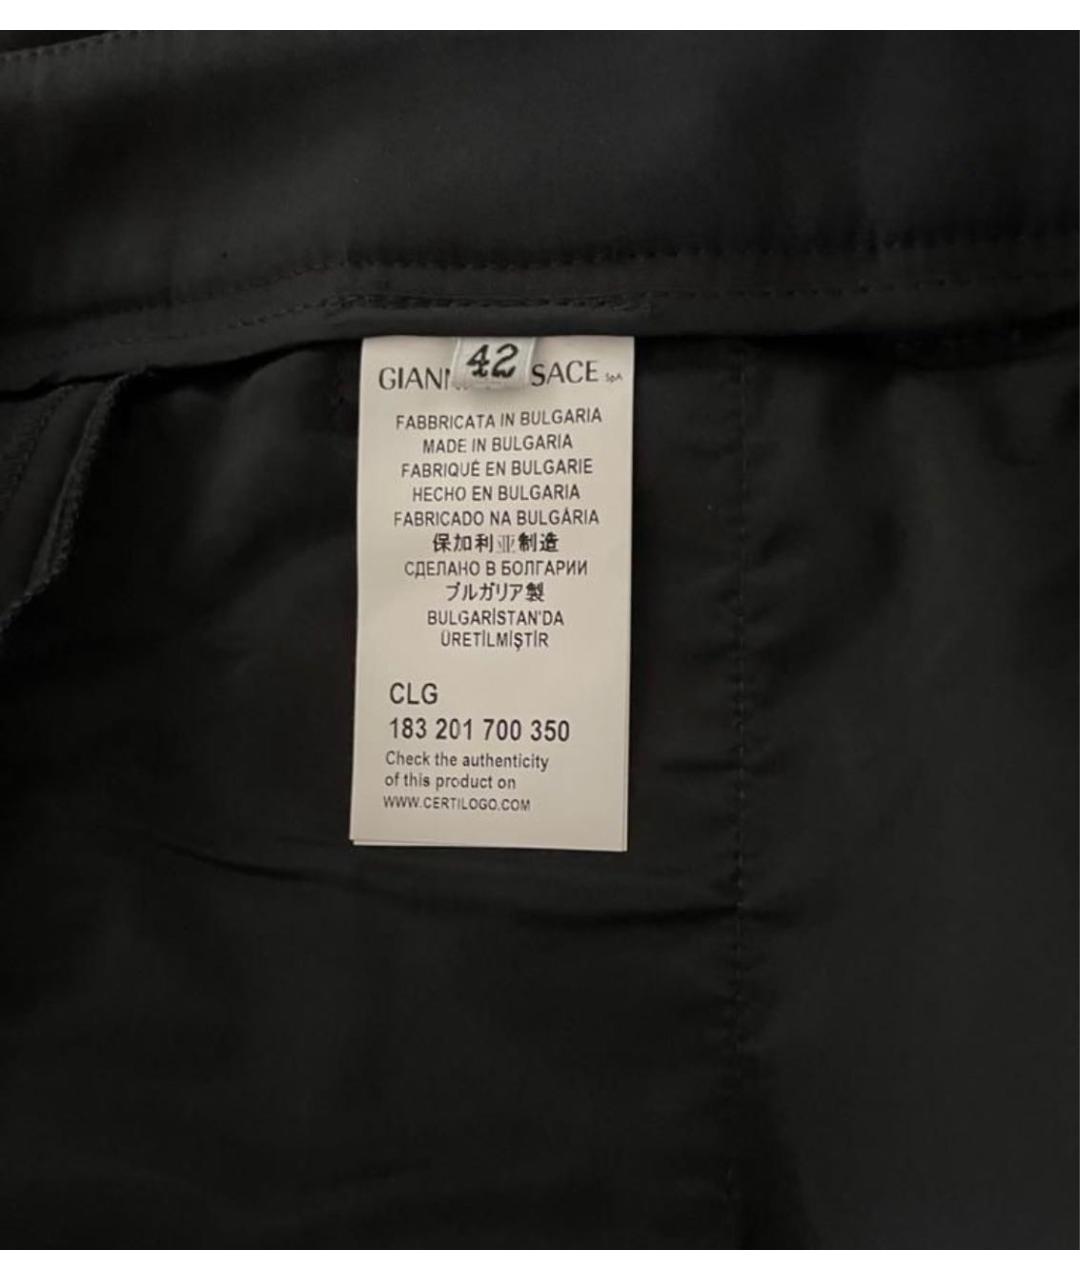 42
GIANN SACE SpA
FABBRICATA IN BULGARIA
MADE IN BULGARIA
FABRIQUÉ EN BULGARIE
HECHO EN BULGARIA
FABRICADO NA BULGÁRIA
保加利亚制造
СДЕЛАНО В БОЛГАРИИ
ブルガリア製
BULGARİSTAN'DA
ÜRETİLMİŞTİR
CLG
183 201 700 350
Check the authenticity
of this product on
WWW.CERTILOGO.COM